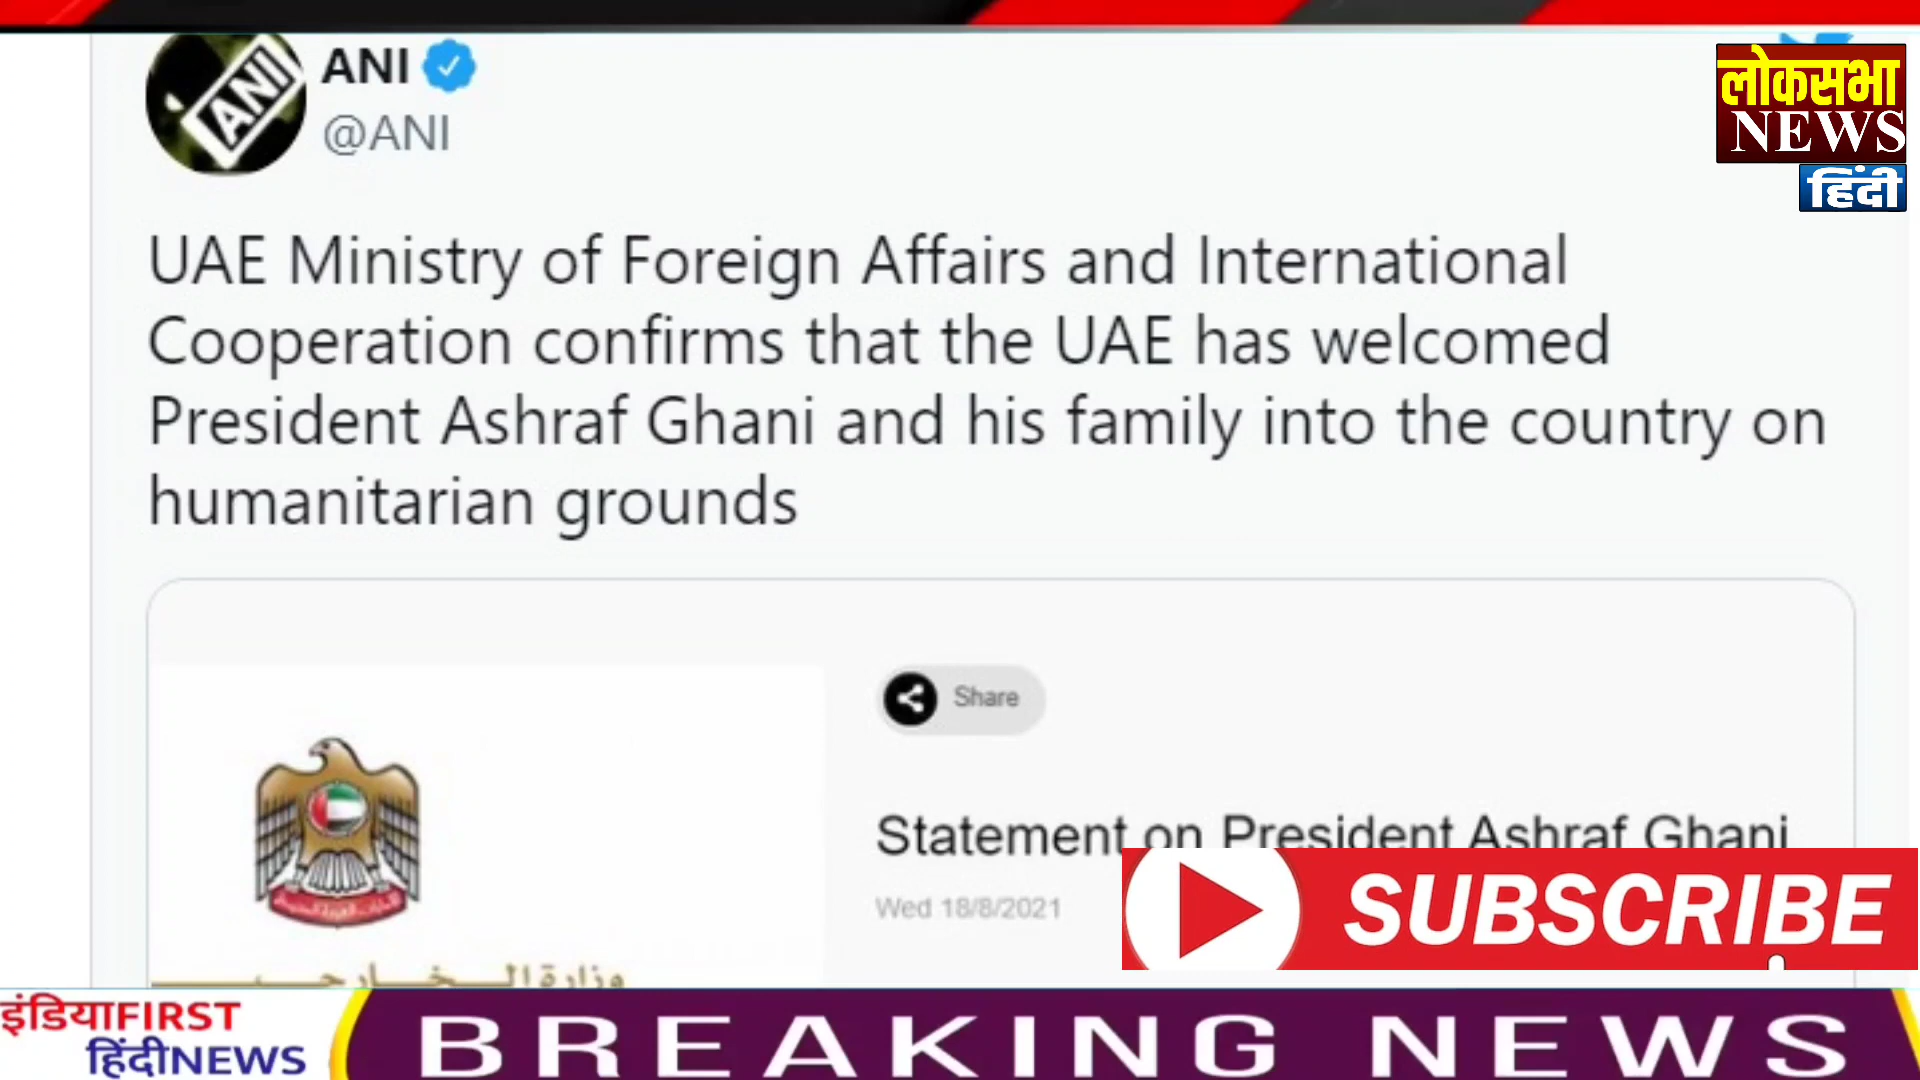 ANI
@ANI
लोकसभा
NEWS
हिंदी
UAE Ministry of Foreign Affairs and International
Cooperation confirms that the UAE has welcomed
President Ashraf Ghani and his family into the country on
humanitarian grounds
Share
Statement on President Ashraf Ghani
Wed 18/8/2021
SUBSCRIBE
इंडियाFIRST
हिंदीNEWS
BREAKING NEWS